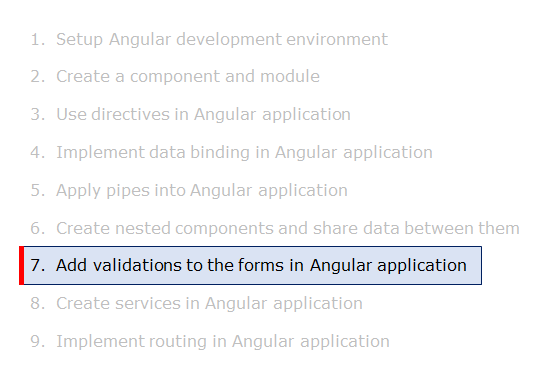 1. Setup Angular development environment
2. Create a component and module
3. Use directives in Angular application
4. Implement data binding in Angular application
5. Apply pipes into Angular application
6. Create nested components and share data between them
7. Add validations to the forms in Angular application
8. Create services in Angular application
9. Implement routing in Angular application